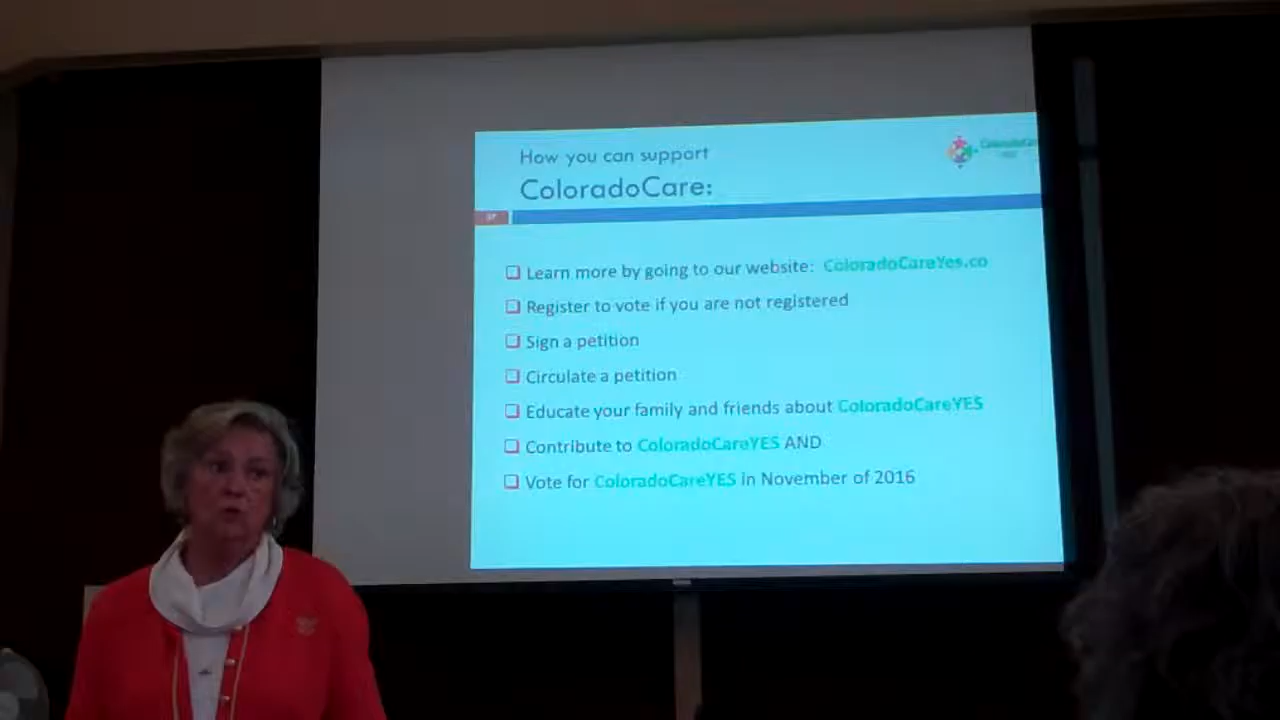 How you can support
ColoradoCare:
37
Learn more by going to our website: ColoradoCareYes.co
Register to vote if you are not registered
Sign a petition
Circulate a petition
Educate your family and friends about ColoradoCareYES
Contribute to ColoradoCareYES AND
Vote for ColoradoCareYES in November of 2016